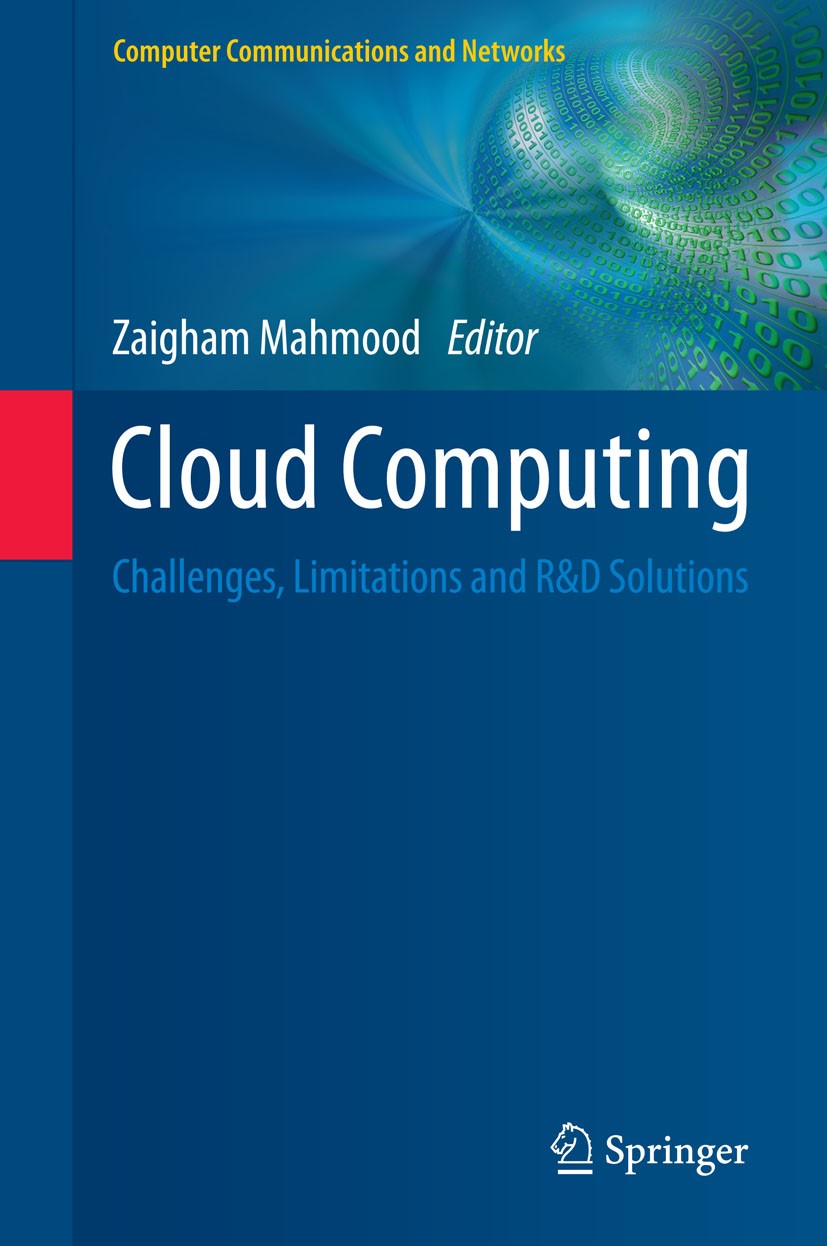 Computer Communications and Networks
Zaigham Mahmood Editor
Cloud Computing
Challenges, Limitations and R&D Solutions
Springer